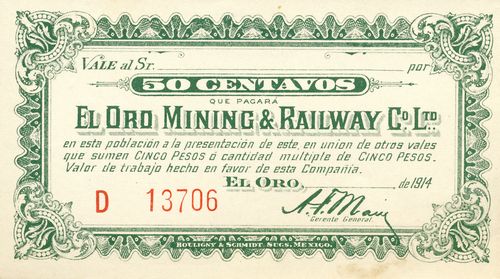 VALE al Sr. por
50 CENTAVOS
QUE PAGARÁ
EL ORO MINING & RAILWAY Co. LTD.
en esta población a la presentación de este, en union de otros vales
que sumen CINCO PESOS ó cantidad multiple de CINCO PESOS.
Valor de trabajo hecho en favor de esta Compañia.
EL ORO, de 1914
D 13706
Gerente General.
BOULIGNY & SCHMIDT SUCS. MEXICO.